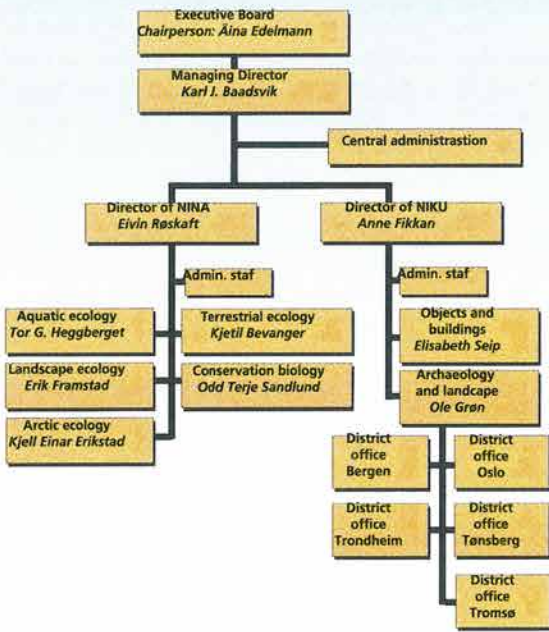 Executive Board
Chairperson: Äina Edelmann
Managing Director
Karl J. Baadsvik
Central administrastion
Director of NINA
Eivin Røskaft
Director of NIKU
Anne Fikkan
Admin. staf
Admin. staf
Aquatic ecology
Tor G. Heggberget
Terrestrial ecology
Kjetil Bevanger
Objects and
buildings
Elisabeth Seip
Landscape ecology
Erik Framstad
Conservation biology
Odd Terje Sandlund
Archaeology
and landcape
Ole Grøn
Arctic ecology
Kjell Einar Erikstad
District
office
Bergen
District
office
Oslo
District
office
Trondheim
District
office
Tønsberg
District
office
Tromsø